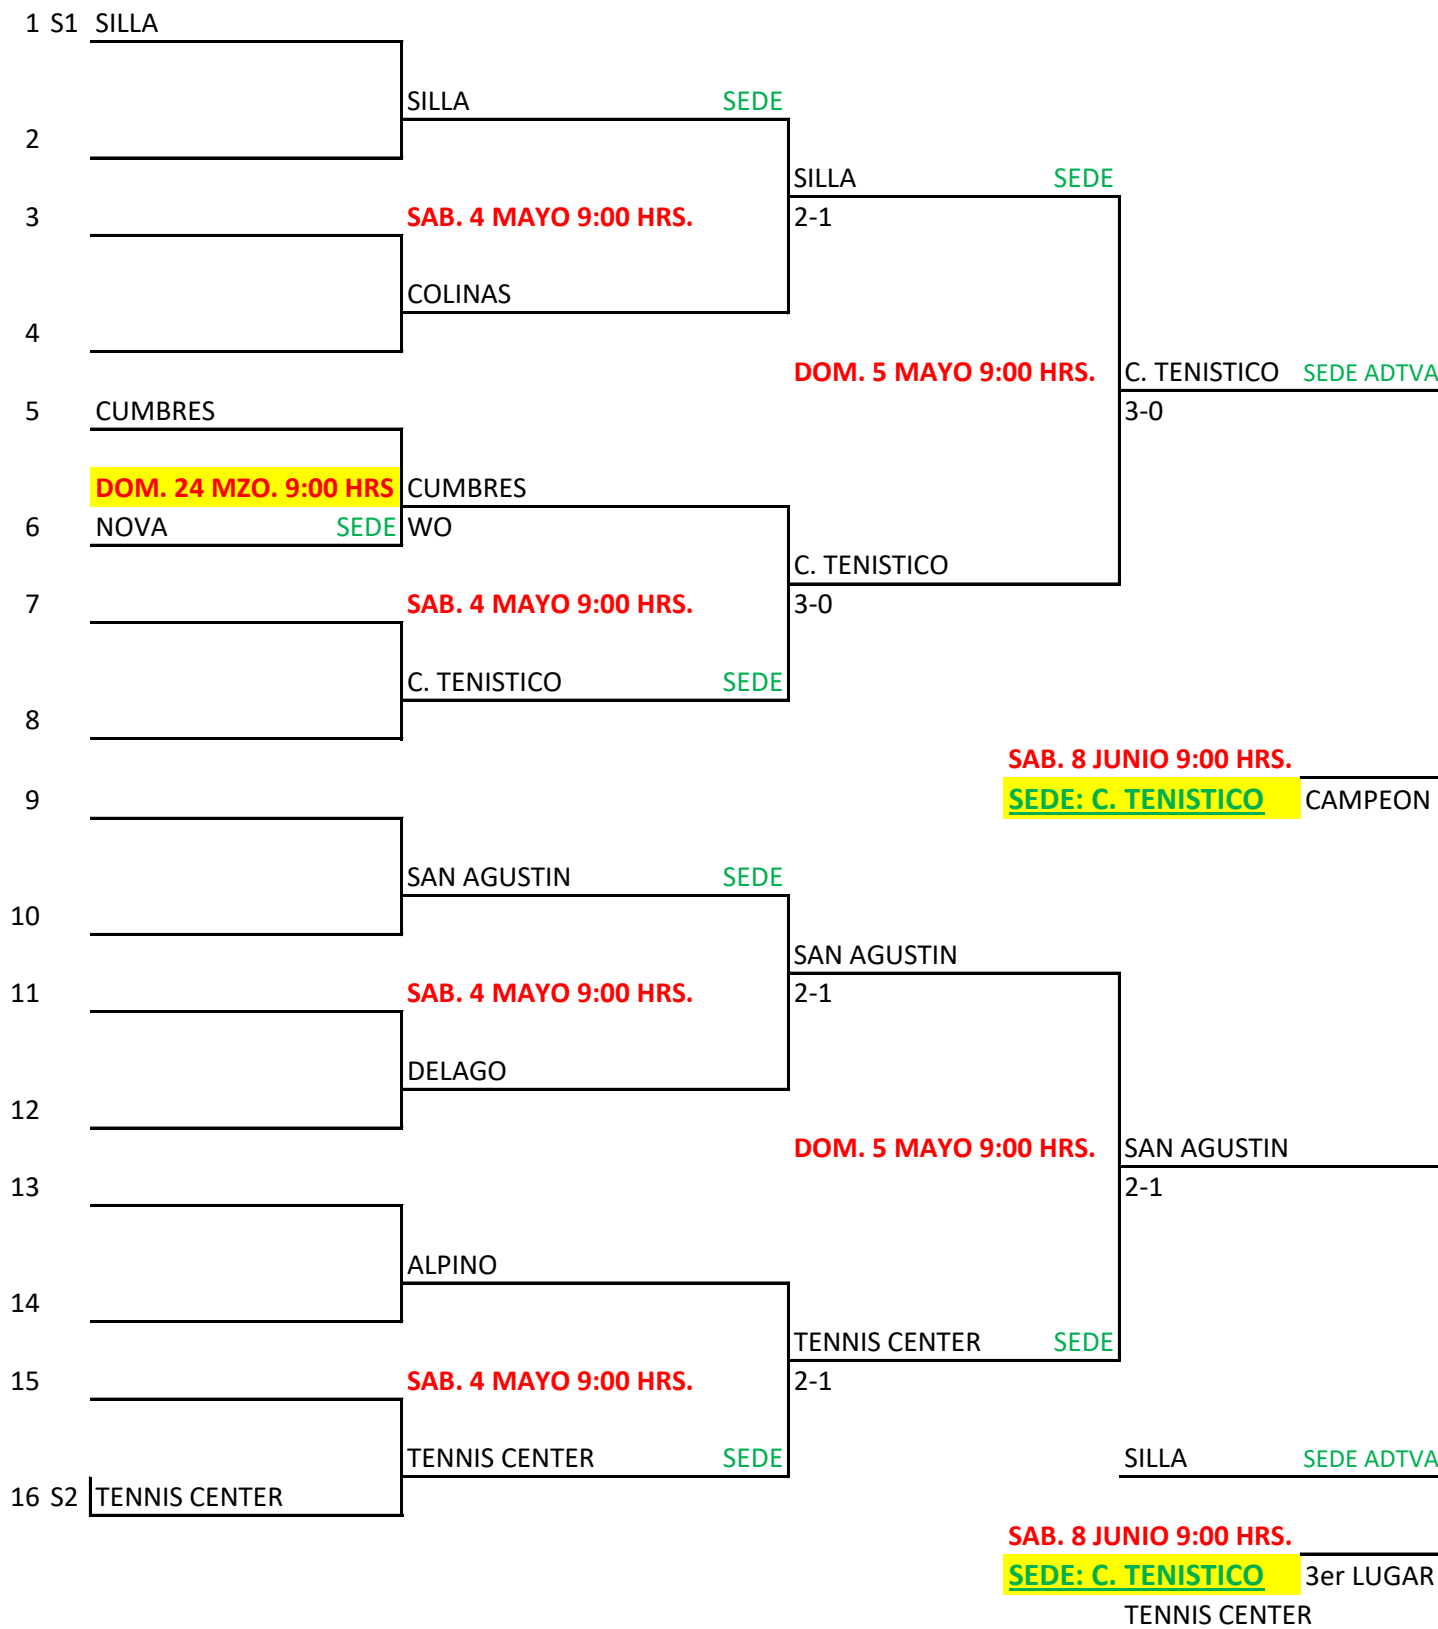 1 S1 SILLA
SILLA SEDE
2
SILLA SEDE
3 SAB. 4 MAYO 9:00 HRS. 2-1
COLINAS
4
DOM. 5 MAYO 9:00 HRS. C. TENISTICO SEDE ADTVA
5 CUMBRES 3-0
DOM. 24 MZO. 9:00 HRS CUMBRES
6 NOVA SEDE WO
C. TENISTICO
7 SAB. 4 MAYO 9:00 HRS. 3-0
C. TENISTICO SEDE
8
SAB. 8 JUNIO 9:00 HRS.
9 SEDE: C. TENISTICO CAMPEON
SAN AGUSTIN SEDE
10
SAN AGUSTIN
11 SAB. 4 MAYO 9:00 HRS. 2-1
DELAGO
12
DOM. 5 MAYO 9:00 HRS. SAN AGUSTIN
13 2-1
ALPINO
14
TENNIS CENTER SEDE
15 SAB. 4 MAYO 9:00 HRS. 2-1
TENNIS CENTER SEDE SILLA SEDE ADTVA
16 S2 TENNIS CENTER
SAB. 8 JUNIO 9:00 HRS.
SEDE: C. TENISTICO 3er LUGAR
TENNIS CENTER